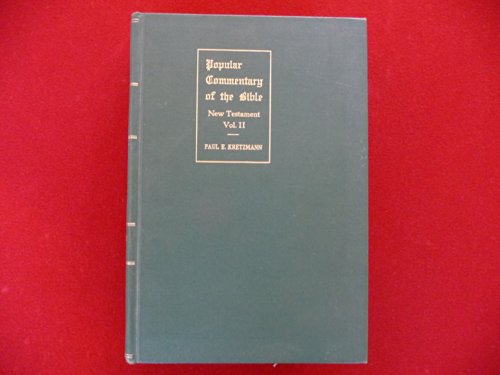 Popular
Commentary
of the Bible
New Testament
Vol. II
PAUL E. KRETZMANN